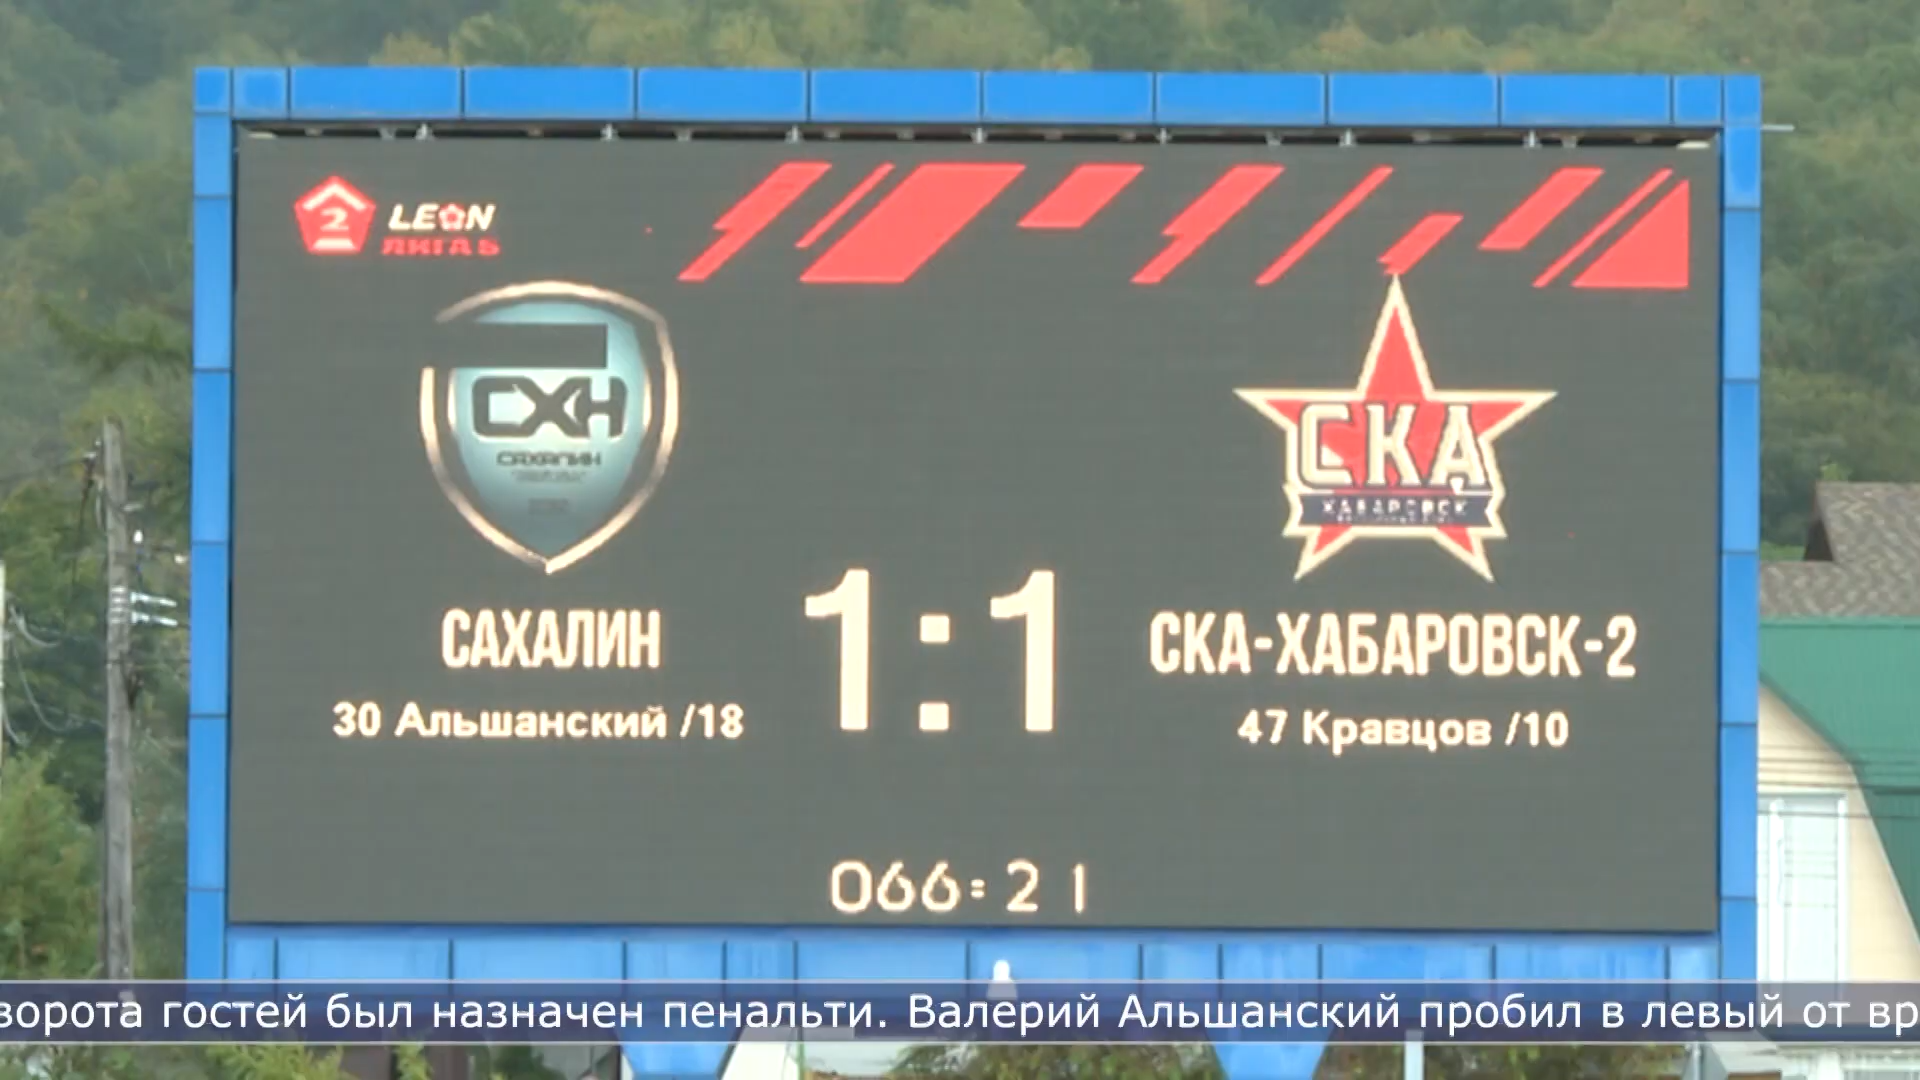 2
LEON
ЛИГА Б
СХН
САХАЛИН
СКА
ХАБАРОВСК
1:1
САХАЛИН
СКА-ХАБАРОВСК-2
30 Альшанский /18
47 Кравцов /10
066:21
ворота гостей был назначен пенальти. Валерий Альшанский пробил в левый от вр